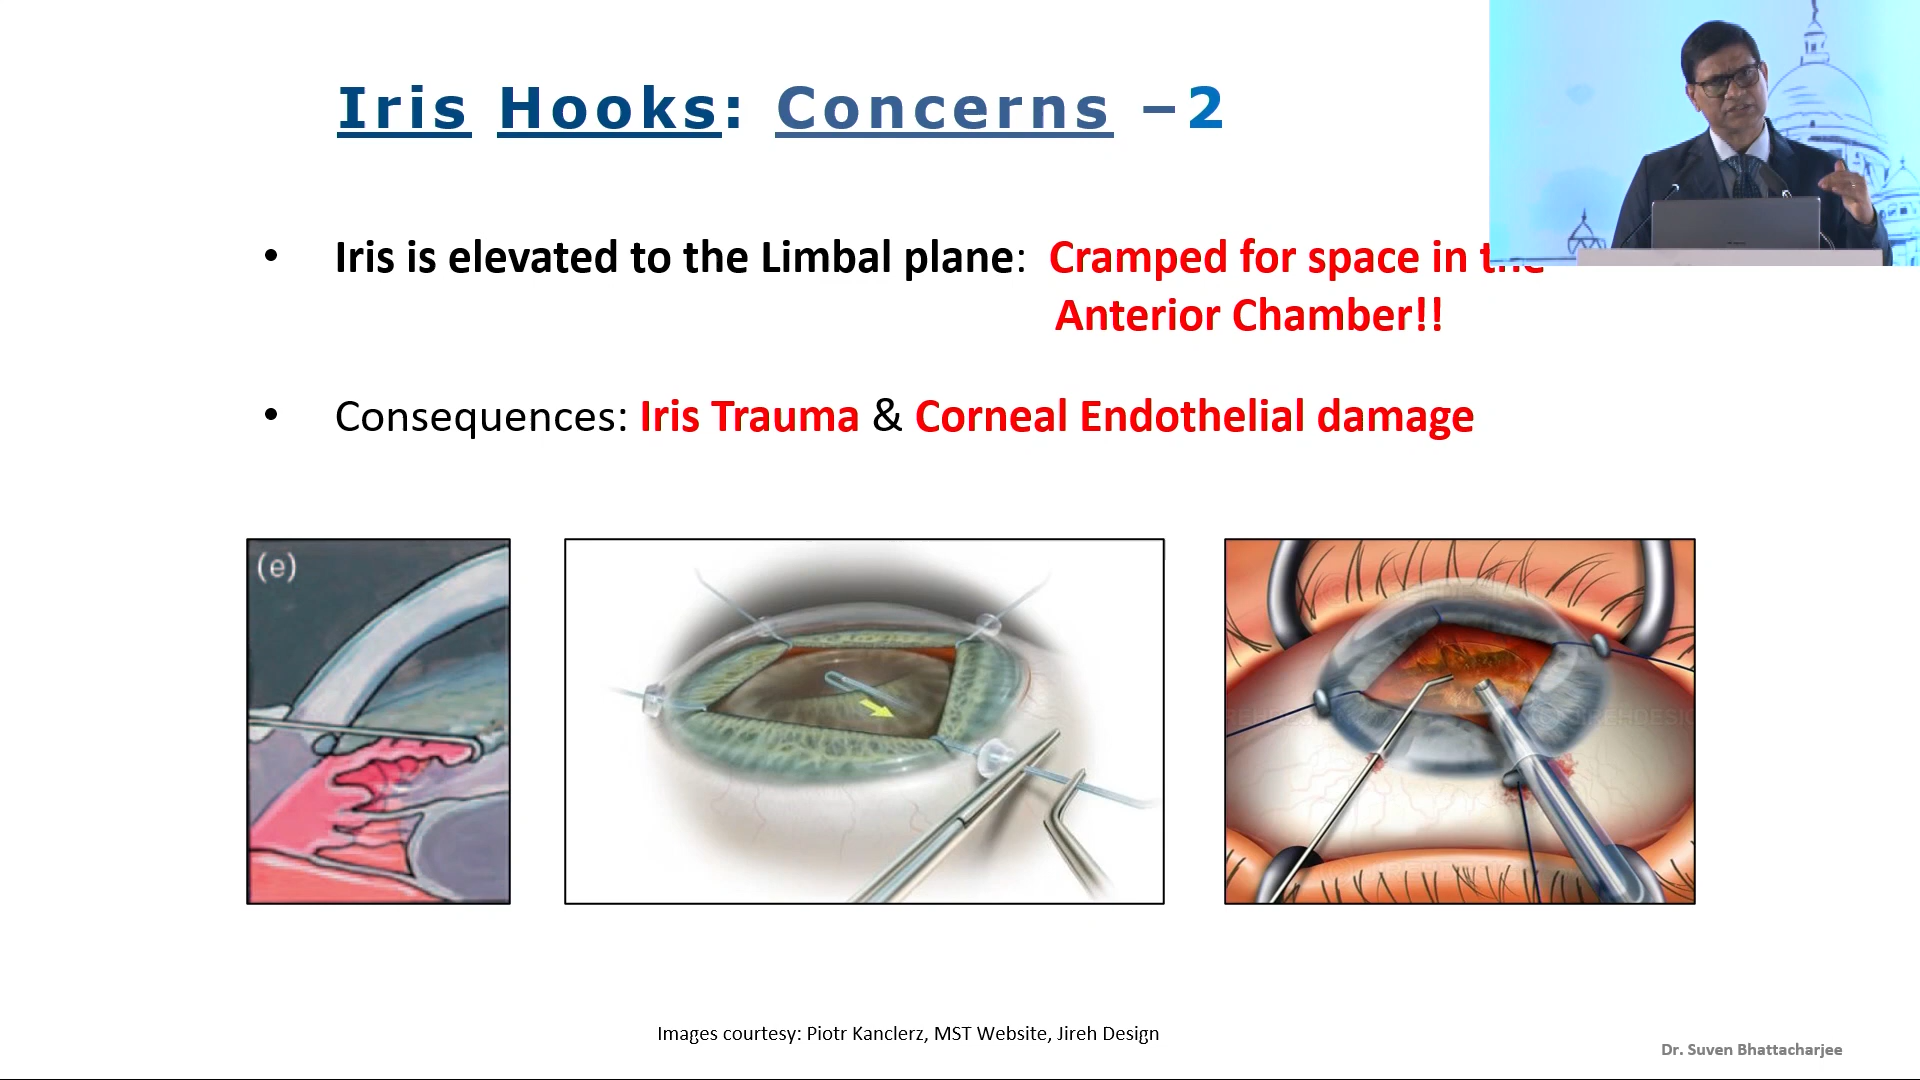 Iris Hooks: Concerns –2
• Iris is elevated to the Limbal plane: Cramped for space in
Anterior Chamber!!
• Consequences: Iris Trauma & Corneal Endothelial damage
(e)
Images courtesy: Piotr Kanclerz, MST Website, Jireh Design
Dr. Suven Bhattacharjee